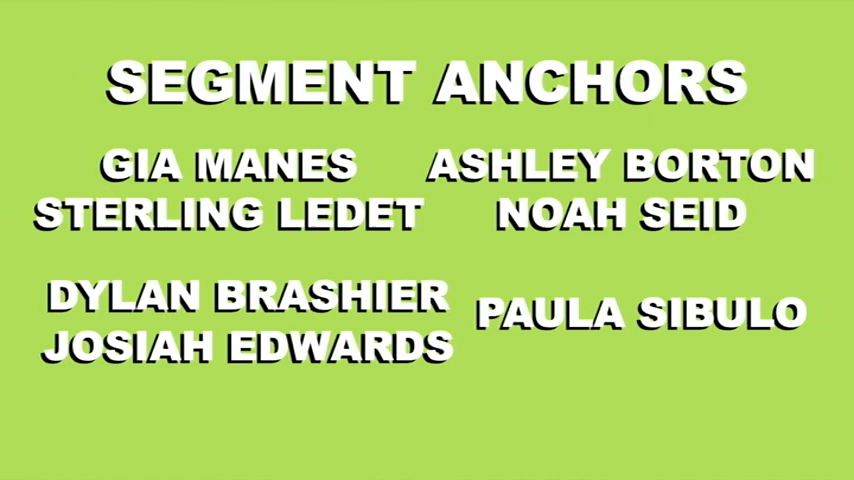 SEGMENT ANCHORS
GIA MANES
STERLING LEDET
ASHLEY BORTON
NOAH SEID
DYLAN BRASHIER
JOSIAH EDWARDS
PAULA SIBULO